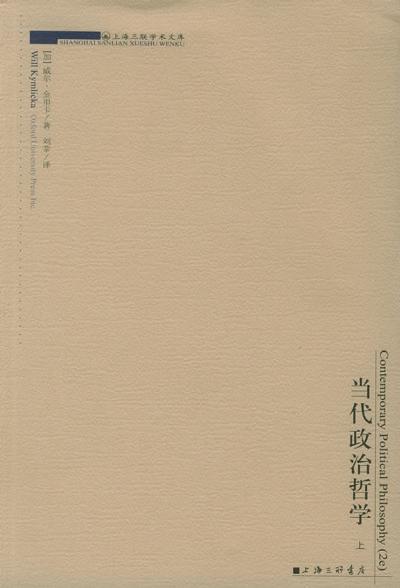 上海三联学术文库
SHANGHAI SANLIAN XUESHU WENKU
[加] 威尔·金里卡/著 刘莘/译
Will Kymlicka Oxford University Press Inc.
Contemporary Political Philosophy (2e)
当代政治哲学 上
上海三联书店